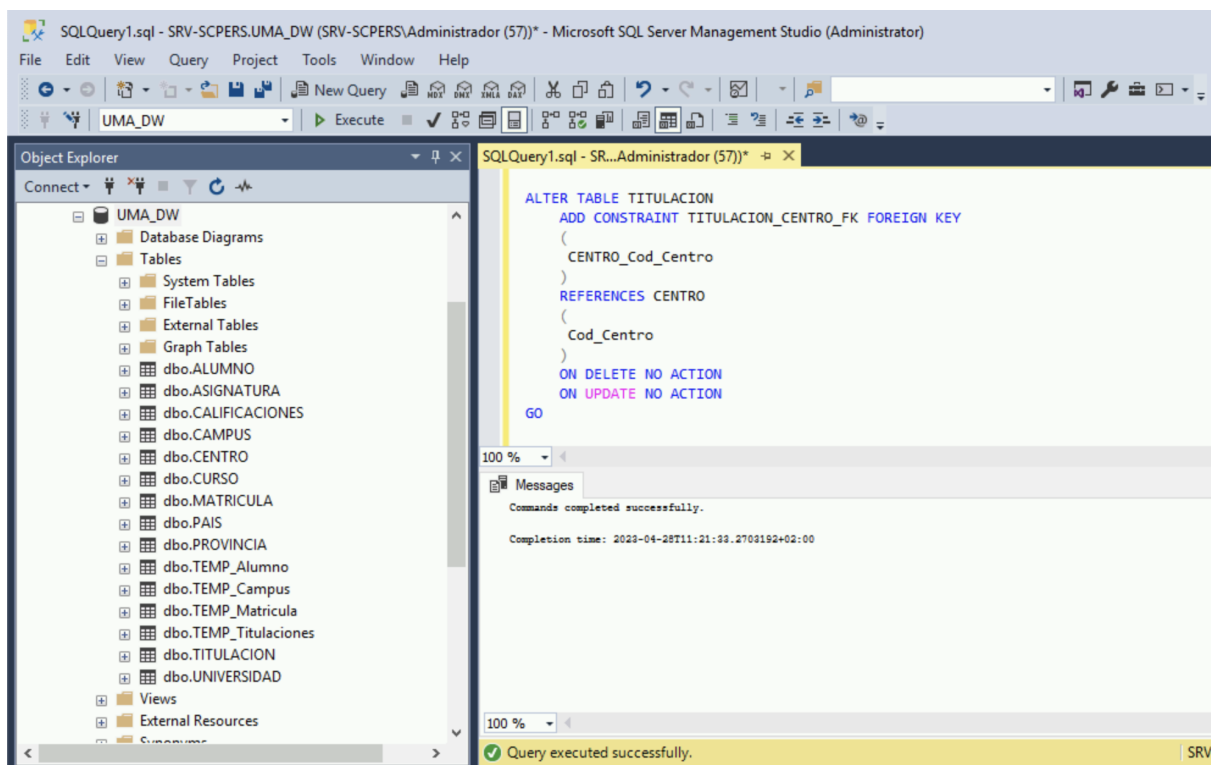 SQLQuery1.sql - SRV-SCPERS.UMA_DW (SRV-SCPERS\Administrador (57))* - Microsoft SQL Server Management Studio (Administrator)
File Edit View Query Project Tools Window Help
New Query MDX DMX XMLA DAX
UMA_DW Execute
Object Explorer
Connect
UMA_DW
Database Diagrams
Tables
System Tables
FileTables
External Tables
Graph Tables
dbo.ALUMNO
dbo.ASIGNATURA
dbo.CALIFICACIONES
dbo.CAMPUS
dbo.CENTRO
dbo.CURSO
dbo.MATRICULA
dbo.PAIS
dbo.PROVINCIA
dbo.TEMP_Alumno
dbo.TEMP_Campus
dbo.TEMP_Matricula
dbo.TEMP_Titulaciones
dbo.TITULACION
dbo.UNIVERSIDAD
Views
External Resources
Synonyms
SQLQuery1.sql - SR...Administrador (57))*
ALTER TABLE TITULACION
ADD CONSTRAINT TITULACION_CENTRO_FK FOREIGN KEY
(
CENTRO_Cod_Centro
)
REFERENCES CENTRO
(
Cod_Centro
)
ON DELETE NO ACTION
ON UPDATE NO ACTION
GO
100 %
Messages
Commands completed successfully.
Completion time: 2023-04-28T11:21:33.2703192+02:00
100 %
Query executed successfully. SRV